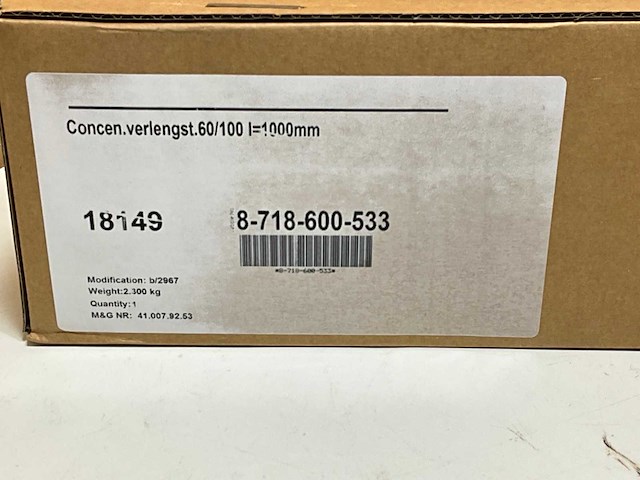 Concen.verlengst.60/100 l=1000mm
18149
8-718-600-533
*8-718-600-533*
Modification: b/2967
Weight:2.300 kg
Quantity:1
M&G NR: 41.007.92.53